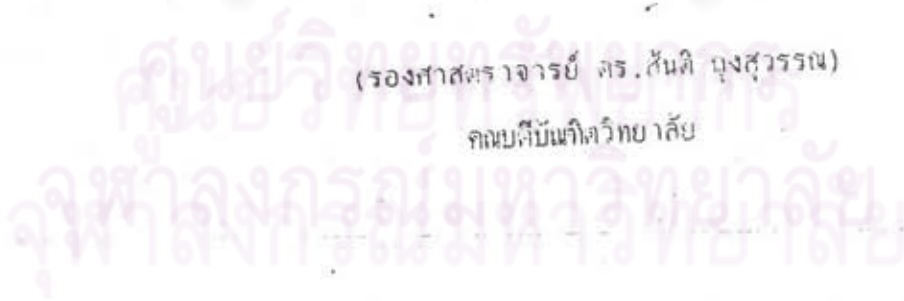 ศูนย์วิทยทรัพยากร
(รองศาสตราจารย์ ดร.สันติ ถุงสุวรรณ)
คณบดีบัณฑิตวิทยาลัย
จุฬาลงกรณ์มหาวิทยาลัย